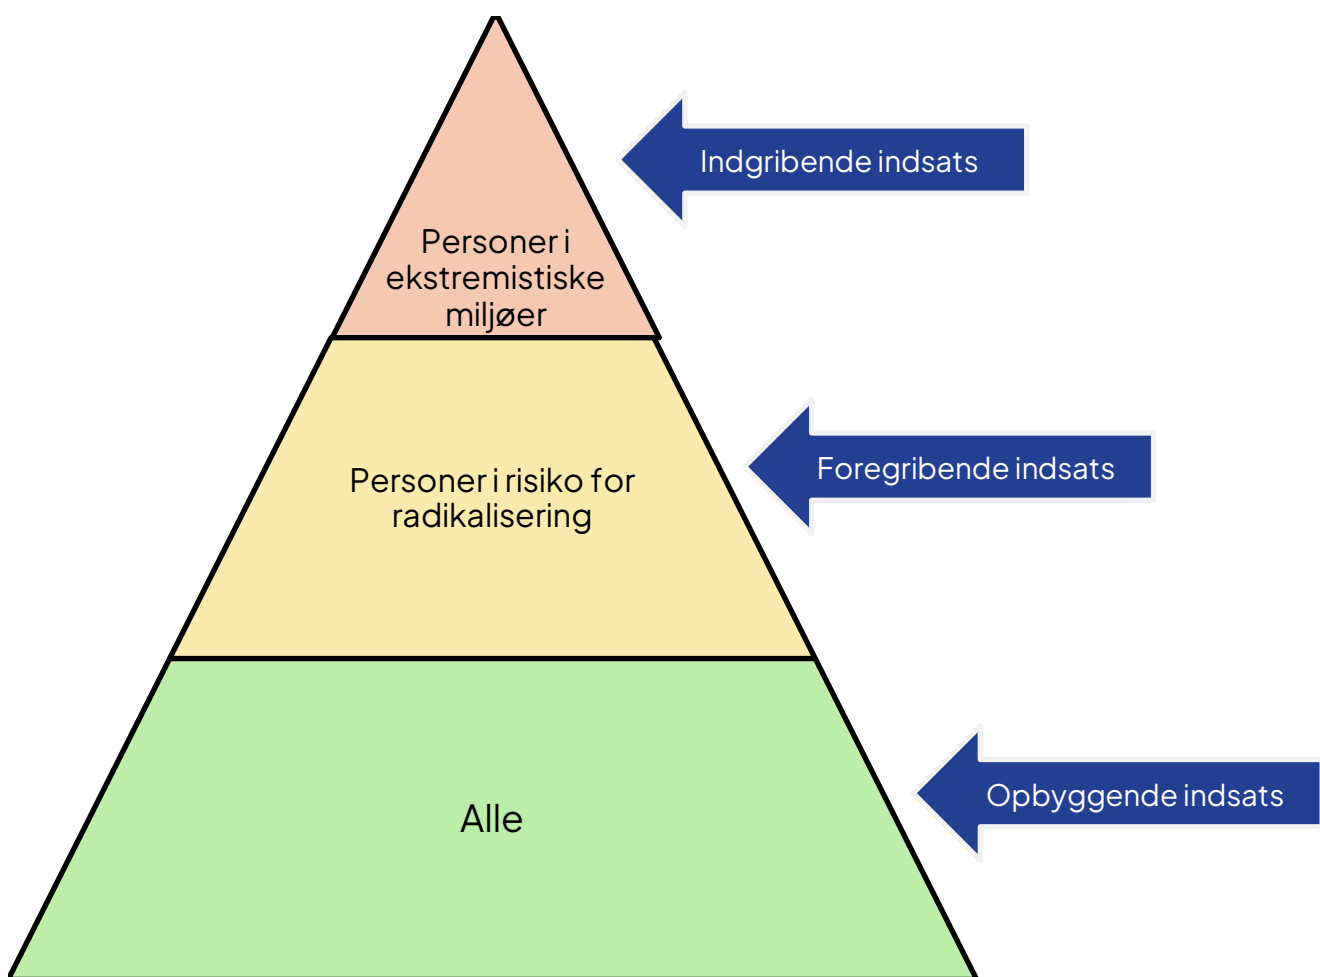 Indgribende indsats
Personer i
ekstremistiske
miljøer
Foregribende indsats
Personer i risiko for
radikalisering
Opbyggende indsats
Alle